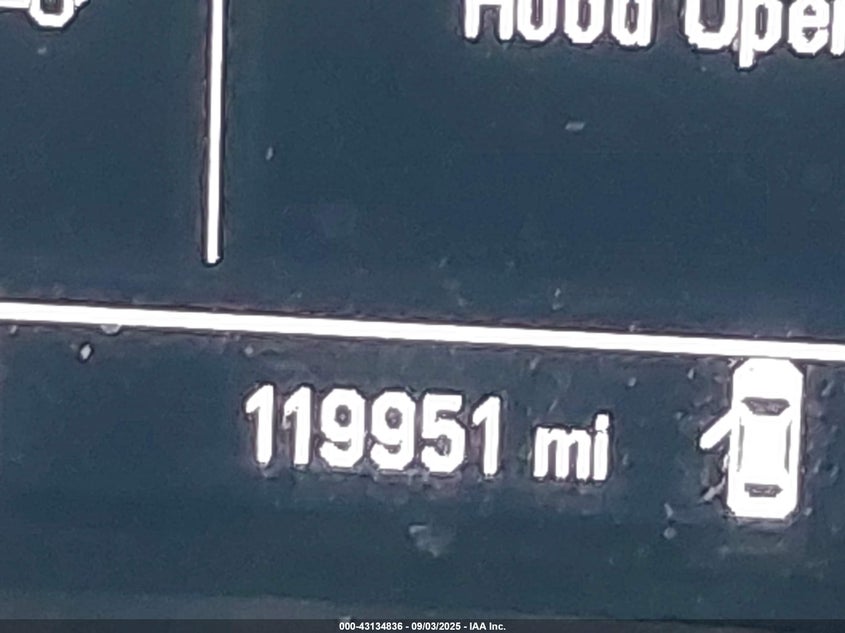 Hood Open
119951 mi
000-43134836 - 09/03/2025 - IAA Inc.